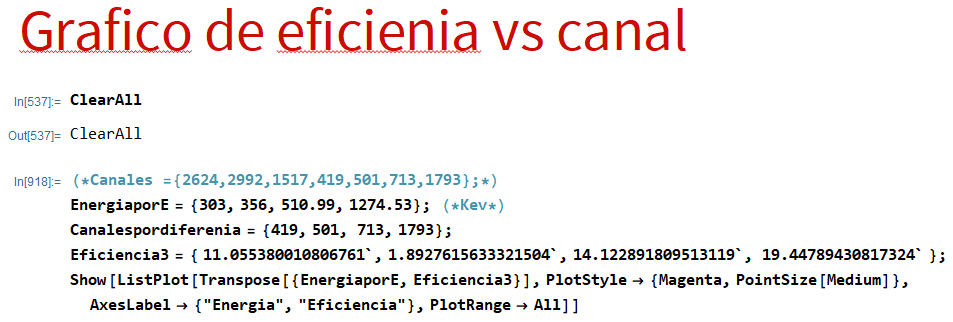 Grafico de eficienia vs canal
In[537]:= ClearAll
Out[537]= ClearAll
In[918]:= (*Canales ={2624,2992,1517,419,501,713,1793};*)
EnergiaporE = {303, 356, 510.99, 1274.53}; (*Kev*)
Canalespordiferenia = {419, 501, 713, 1793};
Eficiencia3 = { 11.055380010806761`, 1.8927615633321504`, 14.122891809513119`, 19.44789430817324` };
Show[ListPlot[Transpose[{EnergiaporE, Eficiencia3}], PlotStyle → {Magenta, PointSize[Medium]},
AxesLabel → {"Energia", "Eficiencia"}, PlotRange → All]]